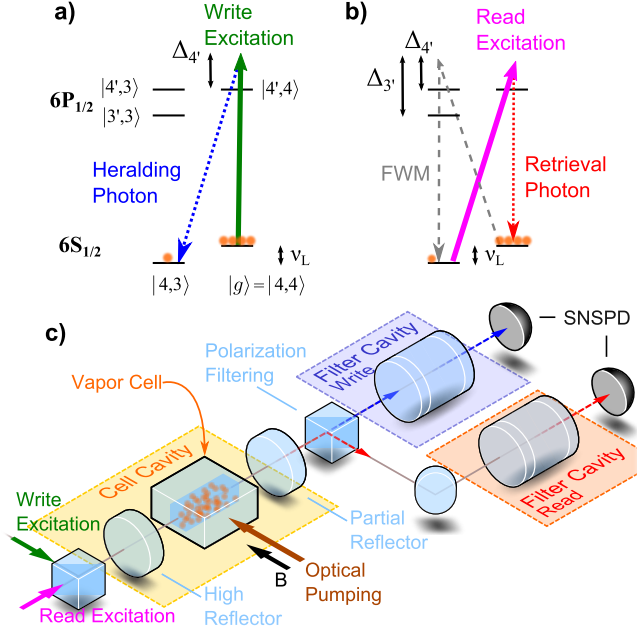 a)
Write
Excitation
Δ4'
|4',3⟩
|4',4⟩
6P1/2
|3',3⟩
Heralding
Photon
6S1/2
νL
|4,3⟩
|g⟩=|4,4⟩
b)
Read
Excitation
Δ4'
Δ3'
FWM
Retrieval
Photon
νL
c)
Polarization
Filtering
Filter Cavity
Write
SNSPD
Vapor Cell
Cell Cavity
Filter Cavity
Read
Write
Excitation
Partial
Reflector
B
Optical
Pumping
High
Reflector
Read Excitation